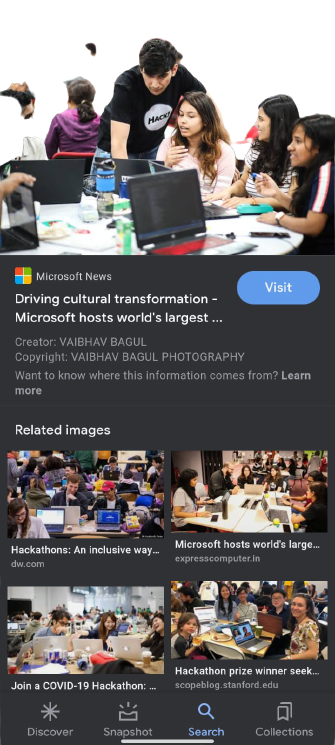 HACK!
Microsoft News
Driving cultural transformation -
Microsoft hosts world's largest ...
Visit
Creator: VAIBHAV BAGUL
Copyright: VAIBHAV BAGUL PHOTOGRAPHY
Want to know where this information comes from? Learn
more
Related images
Hackathons: An inclusive way...
dw.com
Microsoft hosts world's large...
expresscomputer.in
Join a COVID-19 Hackathon: ...
Hackathon prize winner seek...
scopeblog.stanford.edu
Discover
Snapshot
Search
Collections